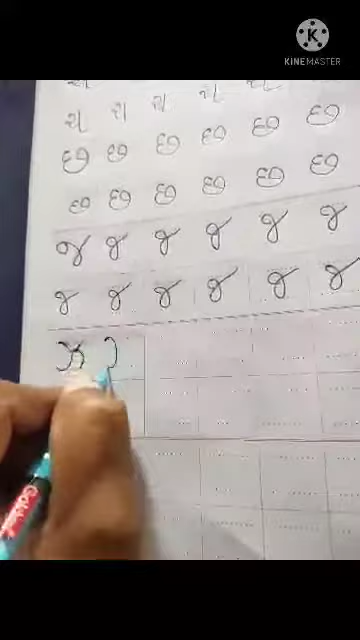 K
KINEMASTER
ચ ચ ચ ચ ચ
છ છ છ છ છ છ
છ છ છ છ છ છ
જ જ જ જ જ જ
જ જ જ જ જ જ
ઝ